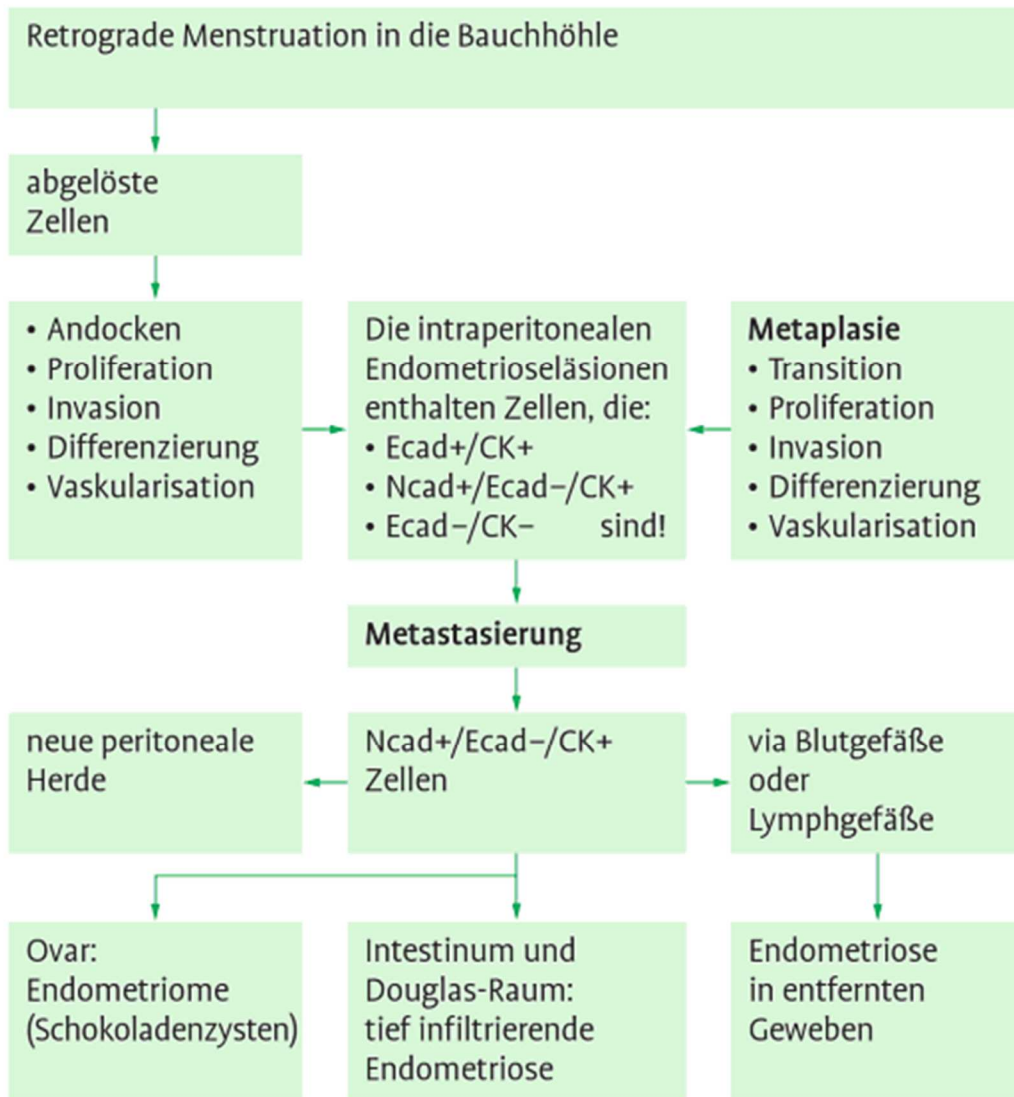 Retrograde Menstruation in die Bauchhöhle
abgelöste
Zellen
• Andocken
• Proliferation
• Invasion
• Differenzierung
• Vaskularisation
Die intraperitonealen
Endometrioseläsionen
enthalten Zellen, die:
• Ecad+/CK+
• Ncad+/Ecad−/CK+
• Ecad−/CK− sind!
Metaplasie
• Transition
• Proliferation
• Invasion
• Differenzierung
• Vaskularisation
Metastasierung
neue peritoneale
Herde
Ncad+/Ecad−/CK+
Zellen
via Blutgefäße
oder
Lymphgefäße
Ovar:
Endometriome
(Schokoladenzysten)
Intestinum und
Douglas-Raum:
tief infiltrierende
Endometriose
Endometriose
in entfernten
Geweben